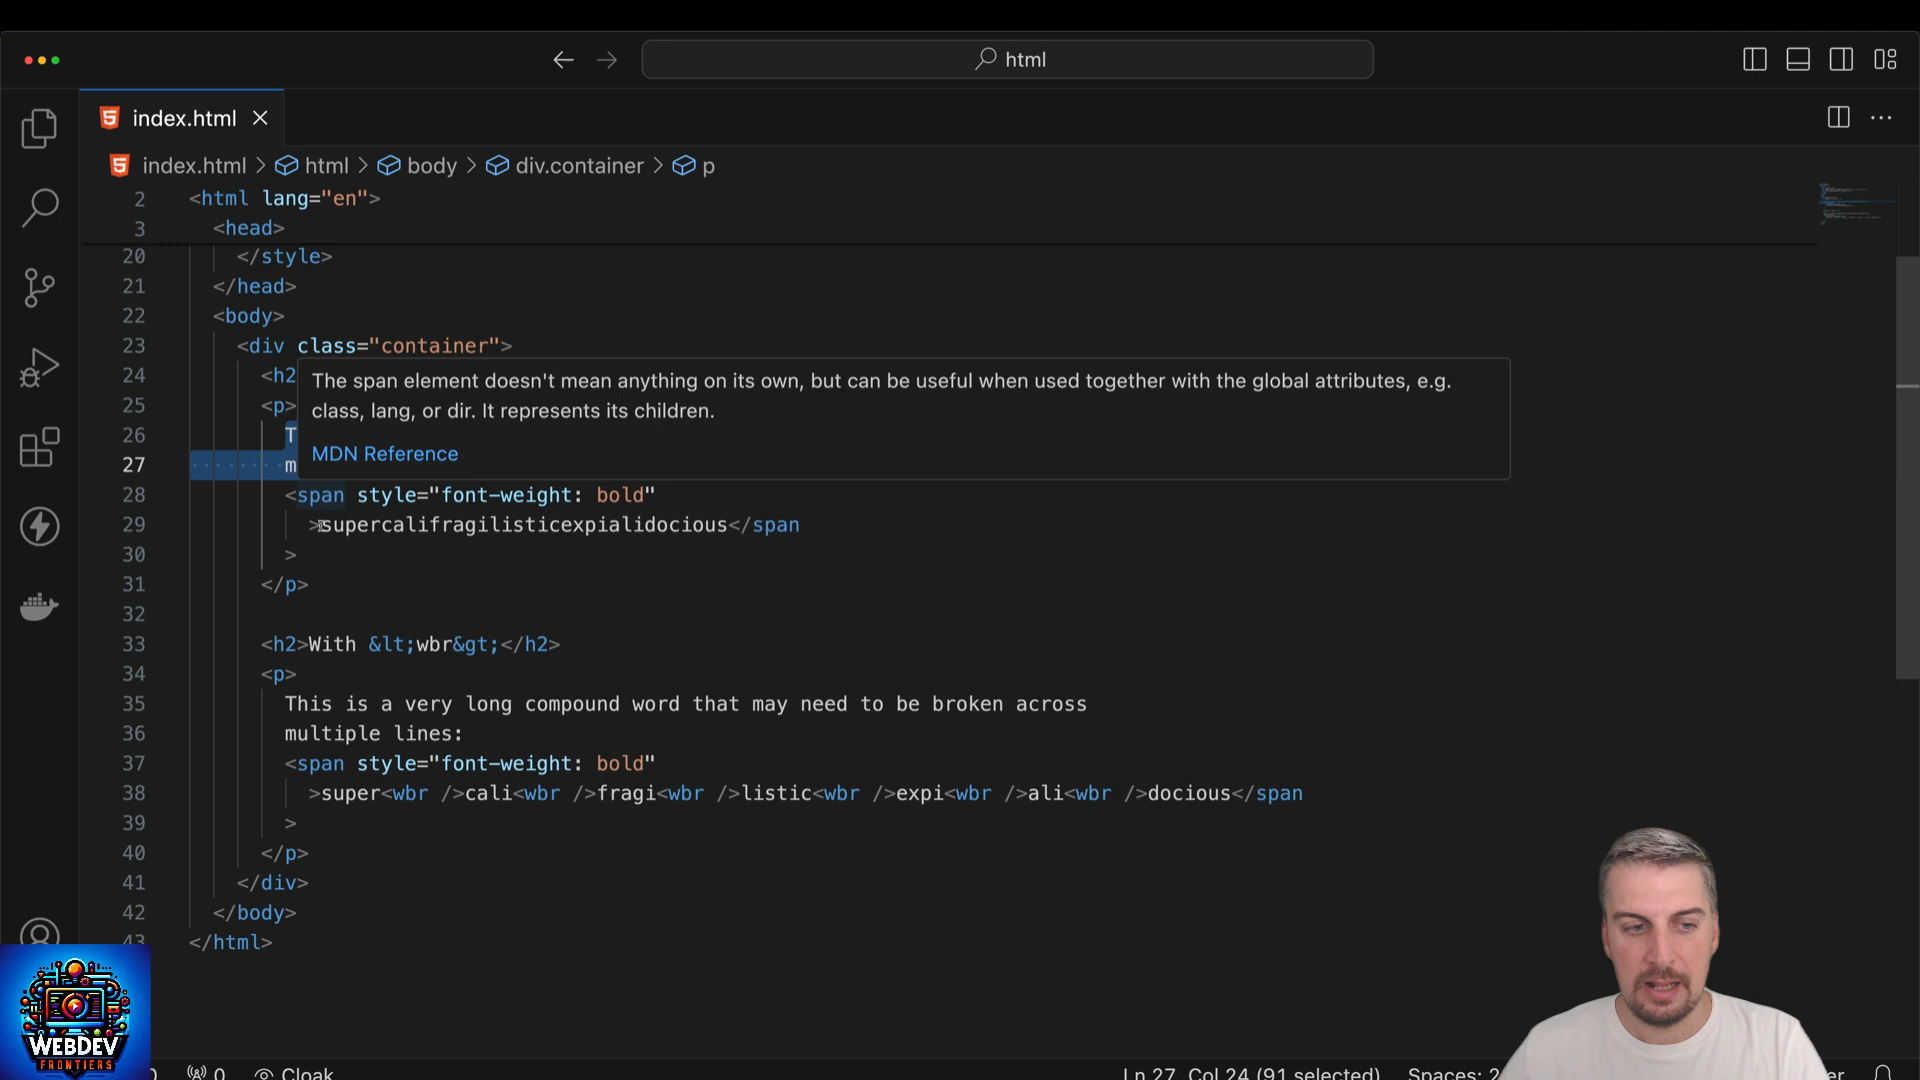 html
index.html
index.html > html > body > div.container > p
2 <html lang="en">
3 <head>
20 </style>
21 </head>
22 <body>
23 <div class="container">
24 <h2
25 <p>
26 T
27 m
The span element doesn't mean anything on its own, but can be useful when used together with the global attributes, e.g.
class, lang, or dir. It represents its children.
MDN Reference
28 <span style="font-weight: bold"
29 >supercalifragilisticexpialidocious</span
30 >
31 </p>
32
33 <h2>With &lt;wbr&gt;</h2>
34 <p>
35 This is a very long compound word that may need to be broken across
36 multiple lines:
37 <span style="font-weight: bold"
38 >super<wbr />cali<wbr />fragi<wbr />listic<wbr />expi<wbr />ali<wbr />docious</span
39 >
40 </p>
41 </div>
42 </body>
43 </html>
WEBDEV
FRONTIERS
0 Cloak Ln 27, Col 24 (91 selected) Spaces: 2